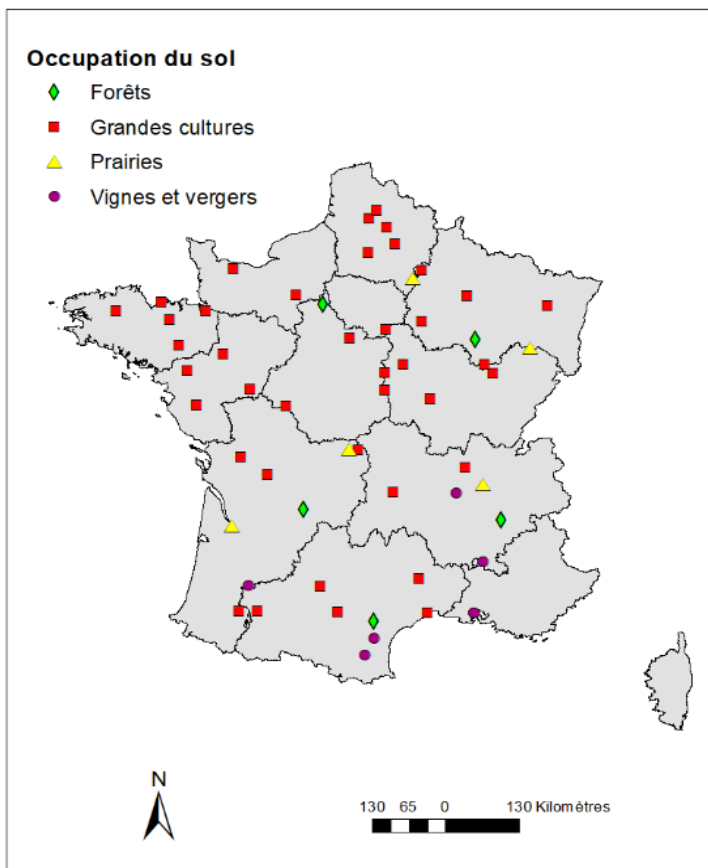 Occupation du sol
Forêts
Grandes cultures
Prairies
Vignes et vergers
N
130 65 0 130 Kilomètres